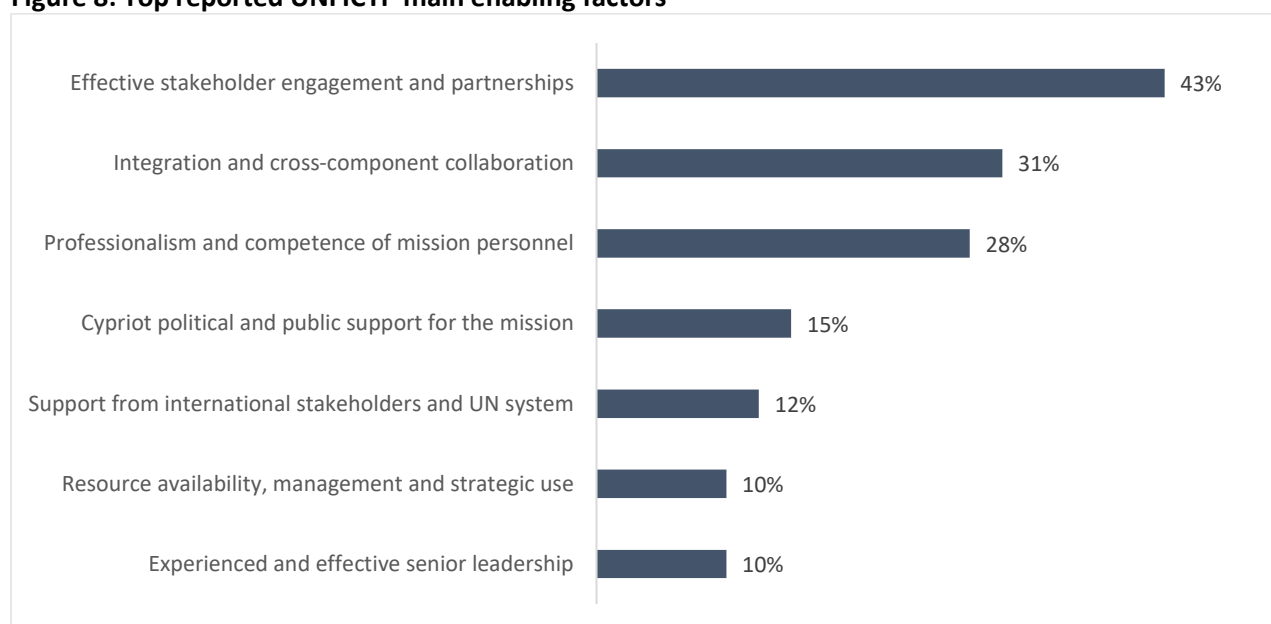 Figure 8: Top reported UNFICYP main enabling factors
Effective stakeholder engagement and partnerships 43%
Integration and cross-component collaboration 31%
Professionalism and competence of mission personnel 28%
Cypriot political and public support for the mission 15%
Support from international stakeholders and UN system 12%
Resource availability, management and strategic use 10%
Experienced and effective senior leadership 10%